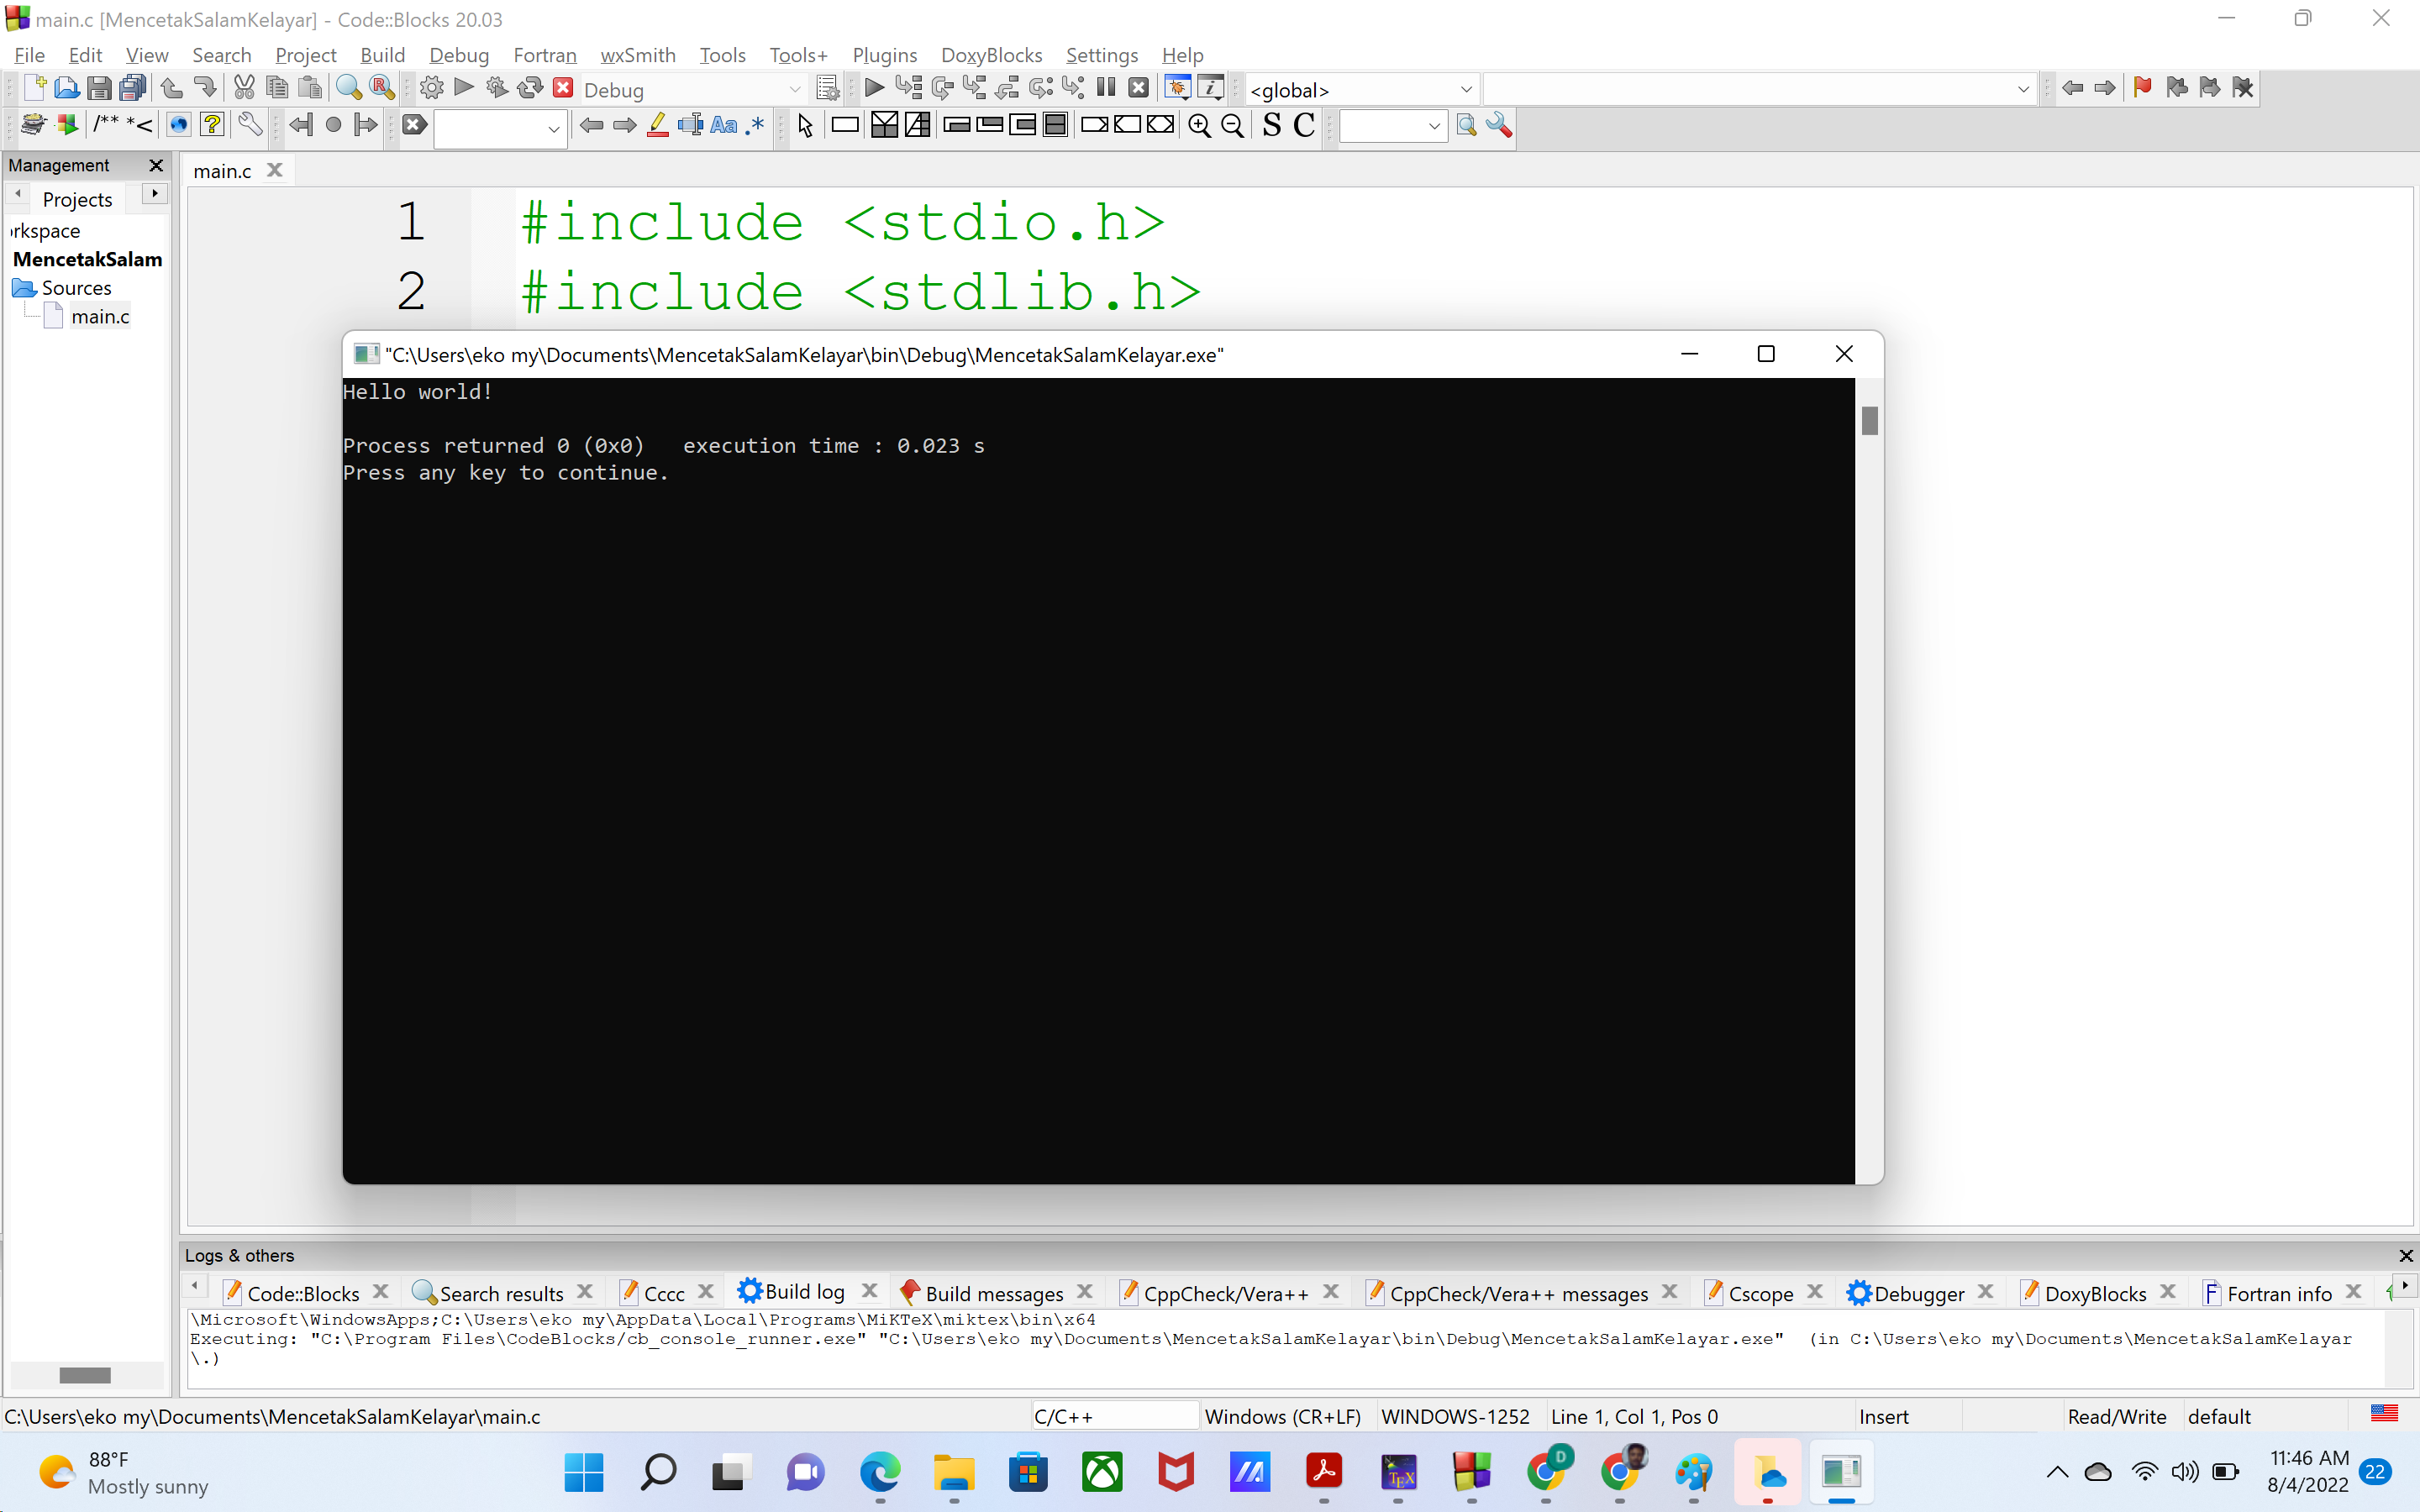 main.c [MencetakSalamKelayar] - Code::Blocks 20.03
File Edit View Search Project Build Debug Fortran wxSmith Tools Tools+ Plugins DoxyBlocks Settings Help
Debug <global>
/** *< Aa .* S C
Management
main.c
Projects
rkspace
MencetakSalam
Sources
main.c
1 #include <stdio.h>
2 #include <stdlib.h>
"C:\Users\eko my\Documents\MencetakSalamKelayar\bin\Debug\MencetakSalamKelayar.exe"
Hello world!
Process returned 0 (0x0)   execution time : 0.023 s
Press any key to continue.
Logs & others
Code::Blocks Search results Cccc Build log Build messages CppCheck/Vera++ CppCheck/Vera++ messages Cscope Debugger DoxyBlocks Fortran info
\Microsoft\WindowsApps;C:\Users\eko my\AppData\Local\Programs\MiKTeX\miktex\bin\x64
Executing: "C:\Program Files\CodeBlocks/cb_console_runner.exe" "C:\Users\eko my\Documents\MencetakSalamKelayar\bin\Debug\MencetakSalamKelayar.exe"  (in C:\Users\eko my\Documents\MencetakSalamKelayar
\.)
C:\Users\eko my\Documents\MencetakSalamKelayar\main.c C/C++ Windows (CR+LF) WINDOWS-1252 Line 1, Col 1, Pos 0 Insert Read/Write default
88°F
Mostly sunny
TEX
D
11:46 AM
8/4/2022
22